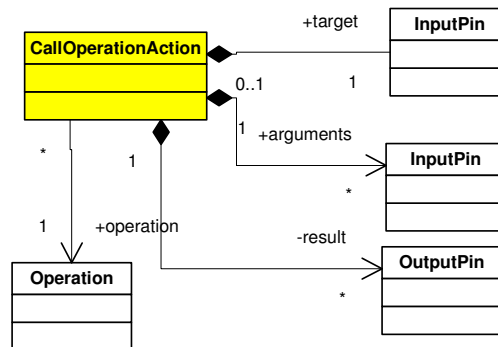 +target
InputPin
CallOperationAction
0..1
1
1
+arguments
InputPin
*
1
*
1
+operation
-result
Operation
OutputPin
*